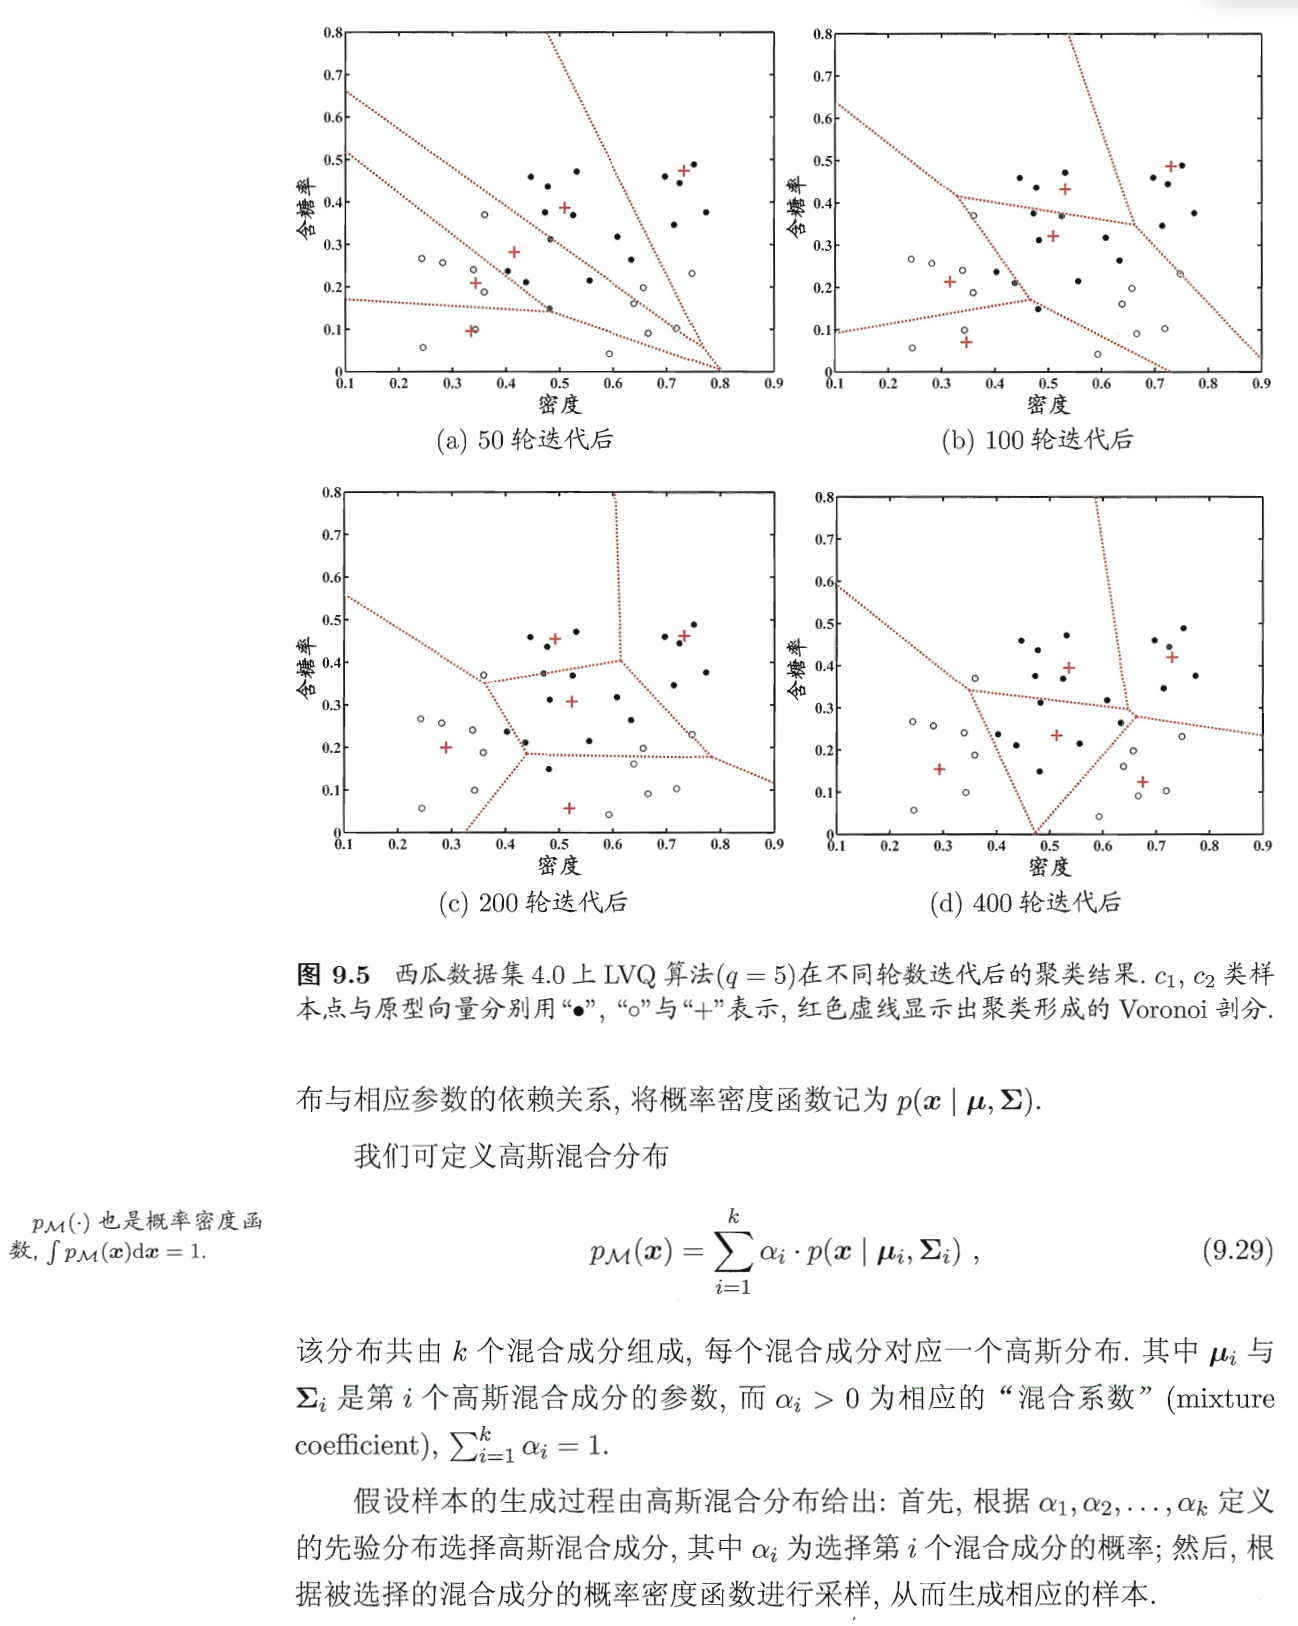 0.8
0.7
0.6
0.5
0.4
0.3
0.2
0.1
0
含糖率
0.1 0.2 0.3 0.4 0.5 0.6 0.7 0.8 0.9
密度
(a) 50 轮迭代后
0.8
0.7
0.6
0.5
0.4
0.3
0.2
0.1
0
含糖率
0.1 0.2 0.3 0.4 0.5 0.6 0.7 0.8 0.9
密度
(b) 100 轮迭代后
0.8
0.7
0.6
0.5
0.4
0.3
0.2
0.1
0
含糖率
0.1 0.2 0.3 0.4 0.5 0.6 0.7 0.8 0.9
密度
(c) 200 轮迭代后
0.8
0.7
0.6
0.5
0.4
0.3
0.2
0.1
0
含糖率
0.1 0.2 0.3 0.4 0.5 0.6 0.7 0.8 0.9
密度
(d) 400 轮迭代后
图 9.5 西瓜数据集 4.0 上 LVQ 算法(q = 5)在不同轮数迭代后的聚类结果. c₁, c₂ 类样
本点与原型向量分别用“●”, “○”与“+”表示, 红色虚线显示出聚类形成的 Voronoi 剖分.
布与相应参数的依赖关系, 将概率密度函数记为 p(x | μ, Σ).
我们可定义高斯混合分布
p_M(·) 也是概率密度函
数, ∫ p_M(x)dx = 1.
p_M(x) = ∑_{i=1}^{k} α_i · p(x | μ_i, Σ_i) , (9.29)
该分布共由 k 个混合成分组成, 每个混合成分对应一个高斯分布. 其中 μ_i 与
Σ_i 是第 i 个高斯混合成分的参数, 而 α_i > 0 为相应的“混合系数” (mixture
coefficient), ∑_{i=1}^{k} α_i = 1.
假设样本的生成过程由高斯混合分布给出: 首先, 根据 α₁, α₂, . . . , α_k 定义
的先验分布选择高斯混合成分, 其中 α_i 为选择第 i 个混合成分的概率; 然后, 根
据被选择的混合成分的概率密度函数进行采样, 从而生成相应的样本.